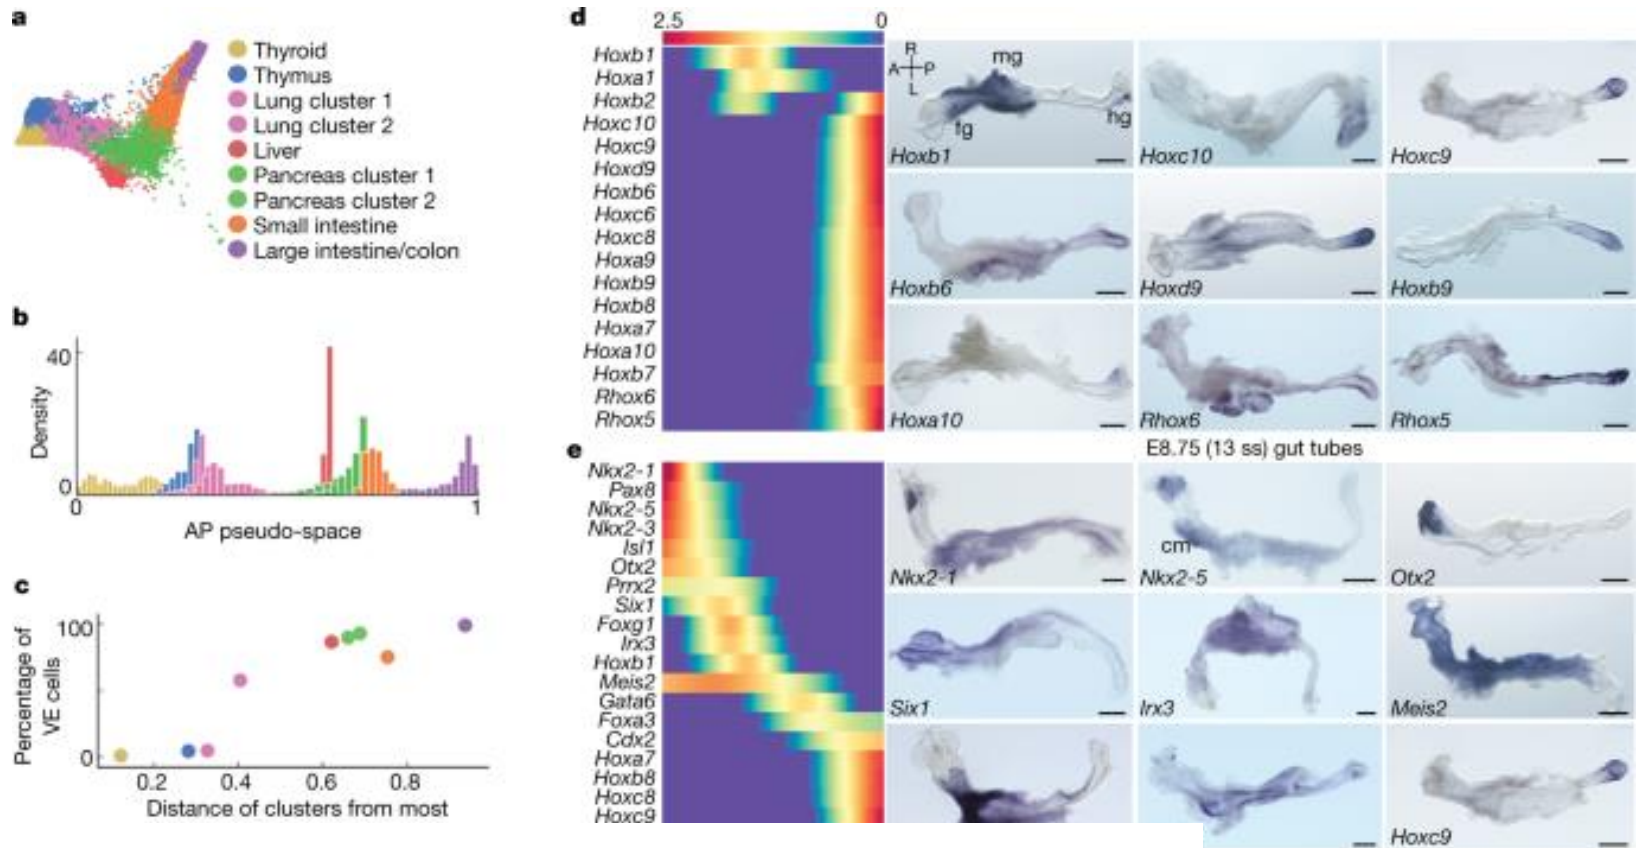 a
Thyroid
Thymus
Lung cluster 1
Lung cluster 2
Liver
Pancreas cluster 1
Pancreas cluster 2
Small intestine
Large intestine/colon
b
40
0
Density
0
1
AP pseudo-space
c
100
0
Percentage of
VE cells
0.2 0.4 0.6 0.8
Distance of clusters from most
d
2.5 0
Hoxb1
Hoxa1
Hoxb2
Hoxc10
Hoxc9
Hoxd9
Hoxb6
Hoxc6
Hoxc8
Hoxa9
Hoxb9
Hoxb8
Hoxa7
Hoxa10
Hoxb7
Rhox6
Rhox5
R
A P
L
mg
fg
hg
Hoxb1 Hoxc10 Hoxc9
Hoxb6 Hoxd9 Hoxb9
Hoxa10 Rhox6 Rhox5
E8.75 (13 ss) gut tubes
e
Nkx2-1
Pax8
Nkx2-5
Nkx2-3
Isl1
Otx2
Prrx2
Six1
Foxg1
Irx3
Hoxb1
Meis2
Gata6
Foxa3
Cdx2
Hoxa7
Hoxb8
Hoxc8
Hoxc9
cm
Nkx2-1 Nkx2-5 Otx2
Six1 Irx3 Meis2
Hoxc9